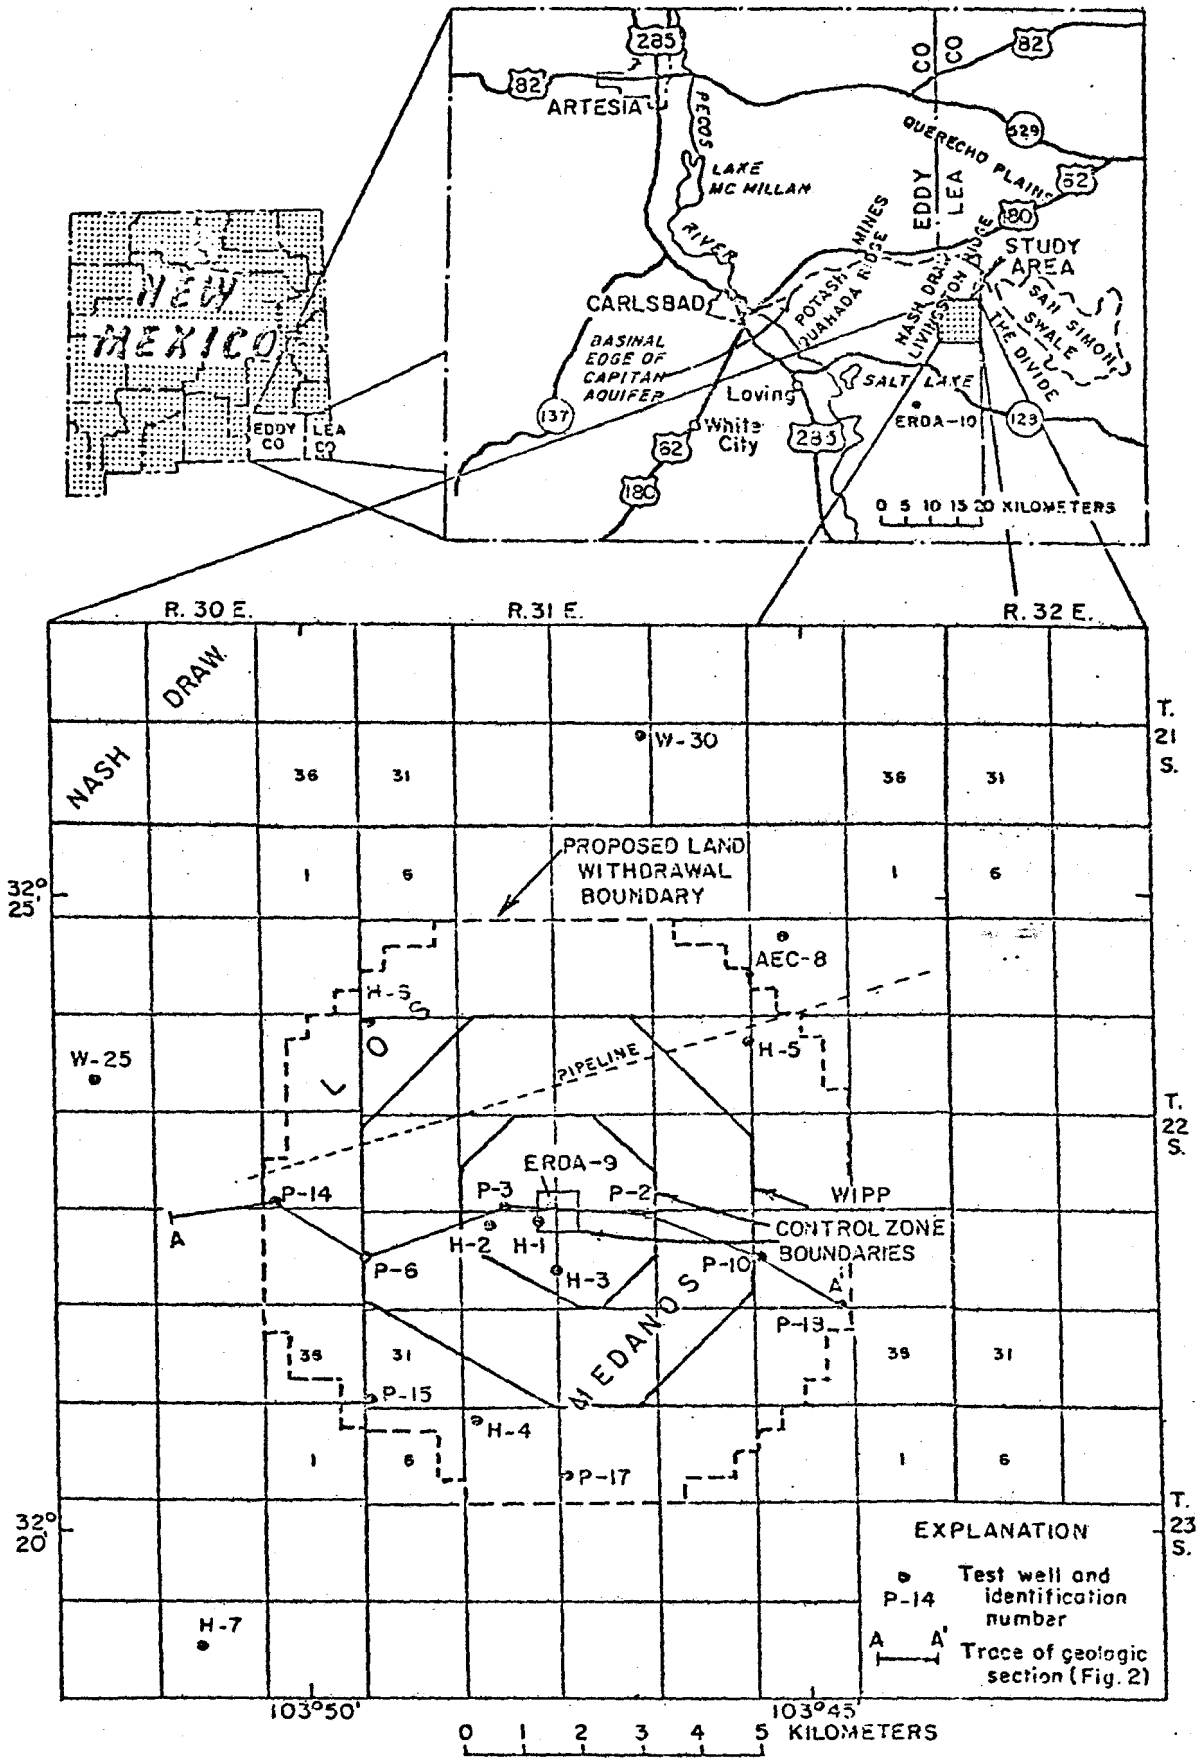 285
82
ARTESIA
PECOS
LAKE
MC MILLAN
RIVER
EDDY CO
LEA CO
82
529
QUERECHO PLAINS
62
180
STUDY
AREA
SAN SIMON
SWALE
THE DIVIDE
POTASH MINES
QUAHADA RIDGE
NASH DRAW
LIVINGSTON RIDGE
CARLSBAD
BASINAL
EDGE OF
CAPITAN
AQUIFER
137
Loving
White
City
62
180
285
SALT LAKE
ERDA-10
128
0 5 10 15 20 KILOMETERS
NEW
MEXICO
EDDY
CO
LEA
CO
R. 30 E.
R. 31 E.
R. 32 E.
NASH DRAW
T.
21
S.
W-30
36
31
36
31
PROPOSED LAND
WITHDRAWAL
BOUNDARY
1
6
1
6
32°
25'
AEC-8
H-6
LOS
W-25
PIPELINE
H-5
T.
22
S.
ERDA-9
P-14
P-3
P-2
WIPP
CONTROL ZONE
BOUNDARIES
A
H-2
H-1
P-6
H-3
P-10
A'
P-18
MEDANOS
36
31
36
31
P-15
H-4
1
6
P-17
1
6
32°
20'
T.
23
S.
EXPLANATION
P-14
Test well and
identification
number
A A'
Trace of geologic
section (Fig. 2)
H-7
103°50'
103°45'
0 1 2 3 4 5 KILOMETERS